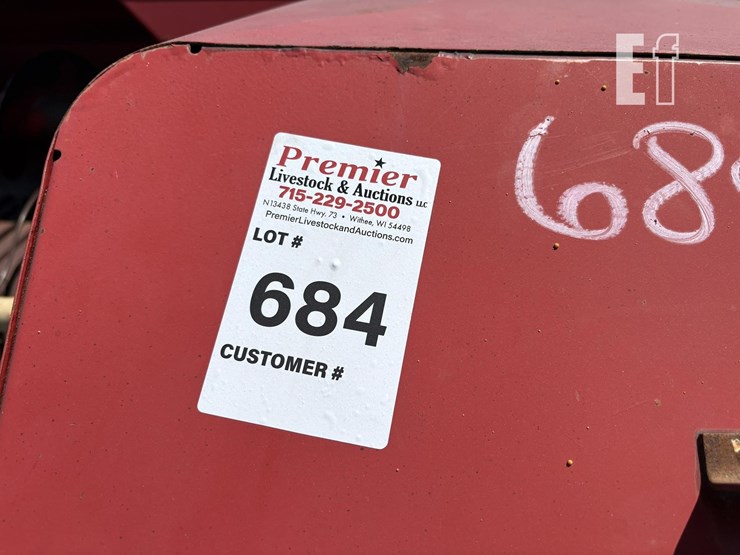 Premier
Livestock & Auctions LLC
715-229-2500
N13438 State Hwy. 73 • Withee, WI 54498
PremierLivestockandAuctions.com
LOT #
684
CUSTOMER #
68
Ef